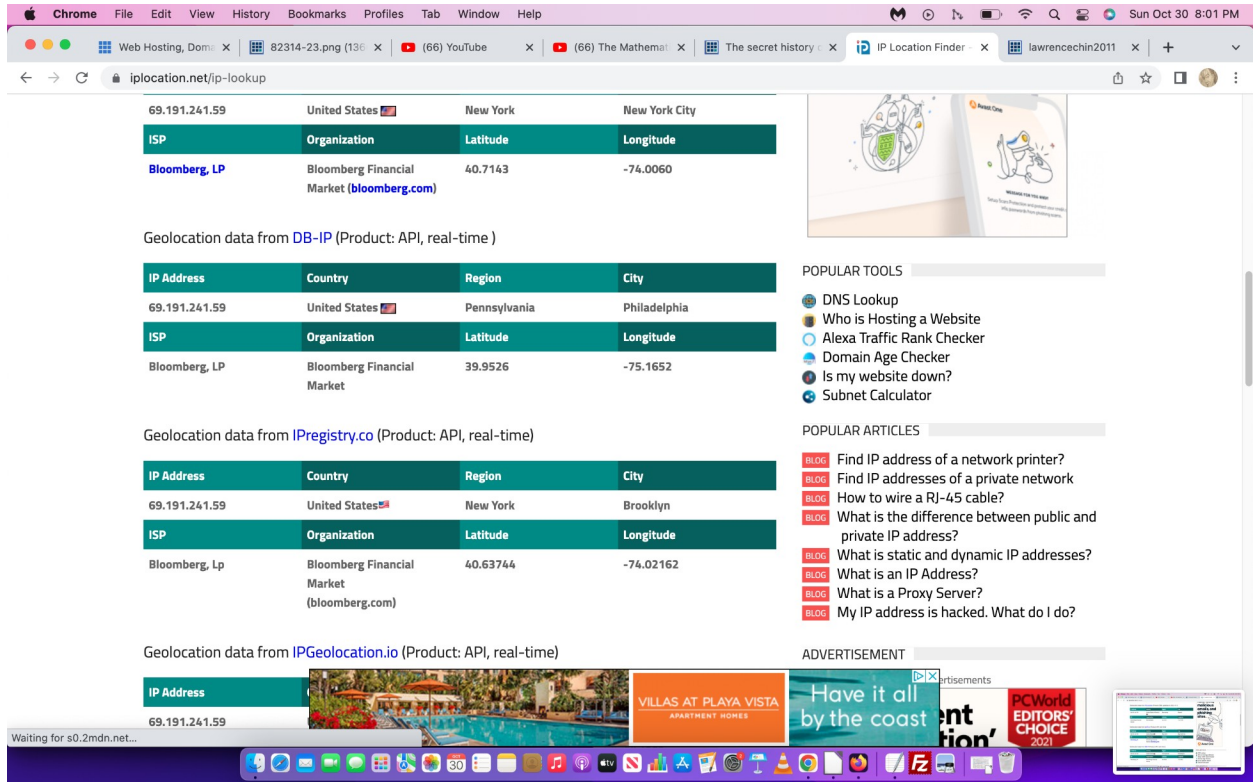 Chrome File Edit View History Bookmarks Profiles Tab Window Help Sun Oct 30 8:01 PM
Web Hosting, Doma 82314-23.png (136 (66) YouTube (66) The Mathemat The secret history IP Location Finder - lawrencechin2011
iplocation.net/ip-lookup
69.191.241.59 United States New York New York City
ISP Organization Latitude Longitude
Bloomberg, LP Bloomberg Financial 40.7143 -74.0060
Market (bloomberg.com)
Geolocation data from DB-IP (Product: API, real-time )
IP Address Country Region City
69.191.241.59 United States Pennsylvania Philadelphia
ISP Organization Latitude Longitude
Bloomberg, LP Bloomberg Financial 39.9526 -75.1652
Market
Geolocation data from IPregistry.co (Product: API, real-time)
IP Address Country Region City
69.191.241.59 United States New York Brooklyn
ISP Organization Latitude Longitude
Bloomberg, Lp Bloomberg Financial 40.63744 -74.02162
Market
(bloomberg.com)
Geolocation data from IPGeolocation.io (Product: API, real-time)
IP Address
69.191.241.59
Avast One
POPULAR TOOLS
DNS Lookup
Who is Hosting a Website
Alexa Traffic Rank Checker
Domain Age Checker
Is my website down?
Subnet Calculator
POPULAR ARTICLES
BLOG Find IP address of a network printer?
BLOG Find IP addresses of a private network
BLOG How to wire a RJ-45 cable?
BLOG What is the difference between public and
private IP address?
BLOG What is static and dynamic IP addresses?
BLOG What is an IP Address?
BLOG What is a Proxy Server?
BLOG My IP address is hacked. What do I do?
ADVERTISEMENT
ertisements
VILLAS AT PLAYA VISTA
APARTMENT HOMES
Have it all
by the coast
nt
tion'
PCWorld
EDITORS'
CHOICE
2021
Waiting for s0.2mdn.net...
30
tv